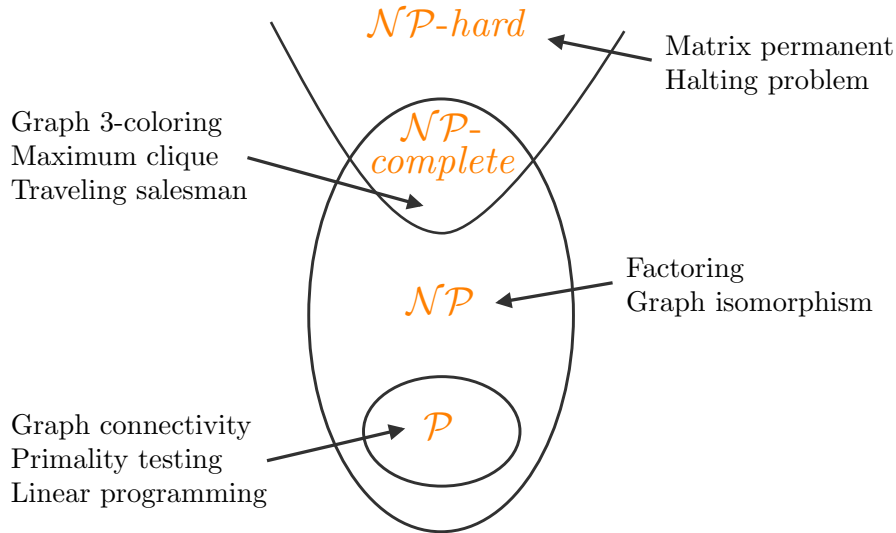 NP-hard
Matrix permanent
Halting problem
Graph 3-coloring
Maximum clique
Traveling salesman
NP-
complete
Factoring
Graph isomorphism
NP
Graph connectivity
Primality testing
Linear programming
P